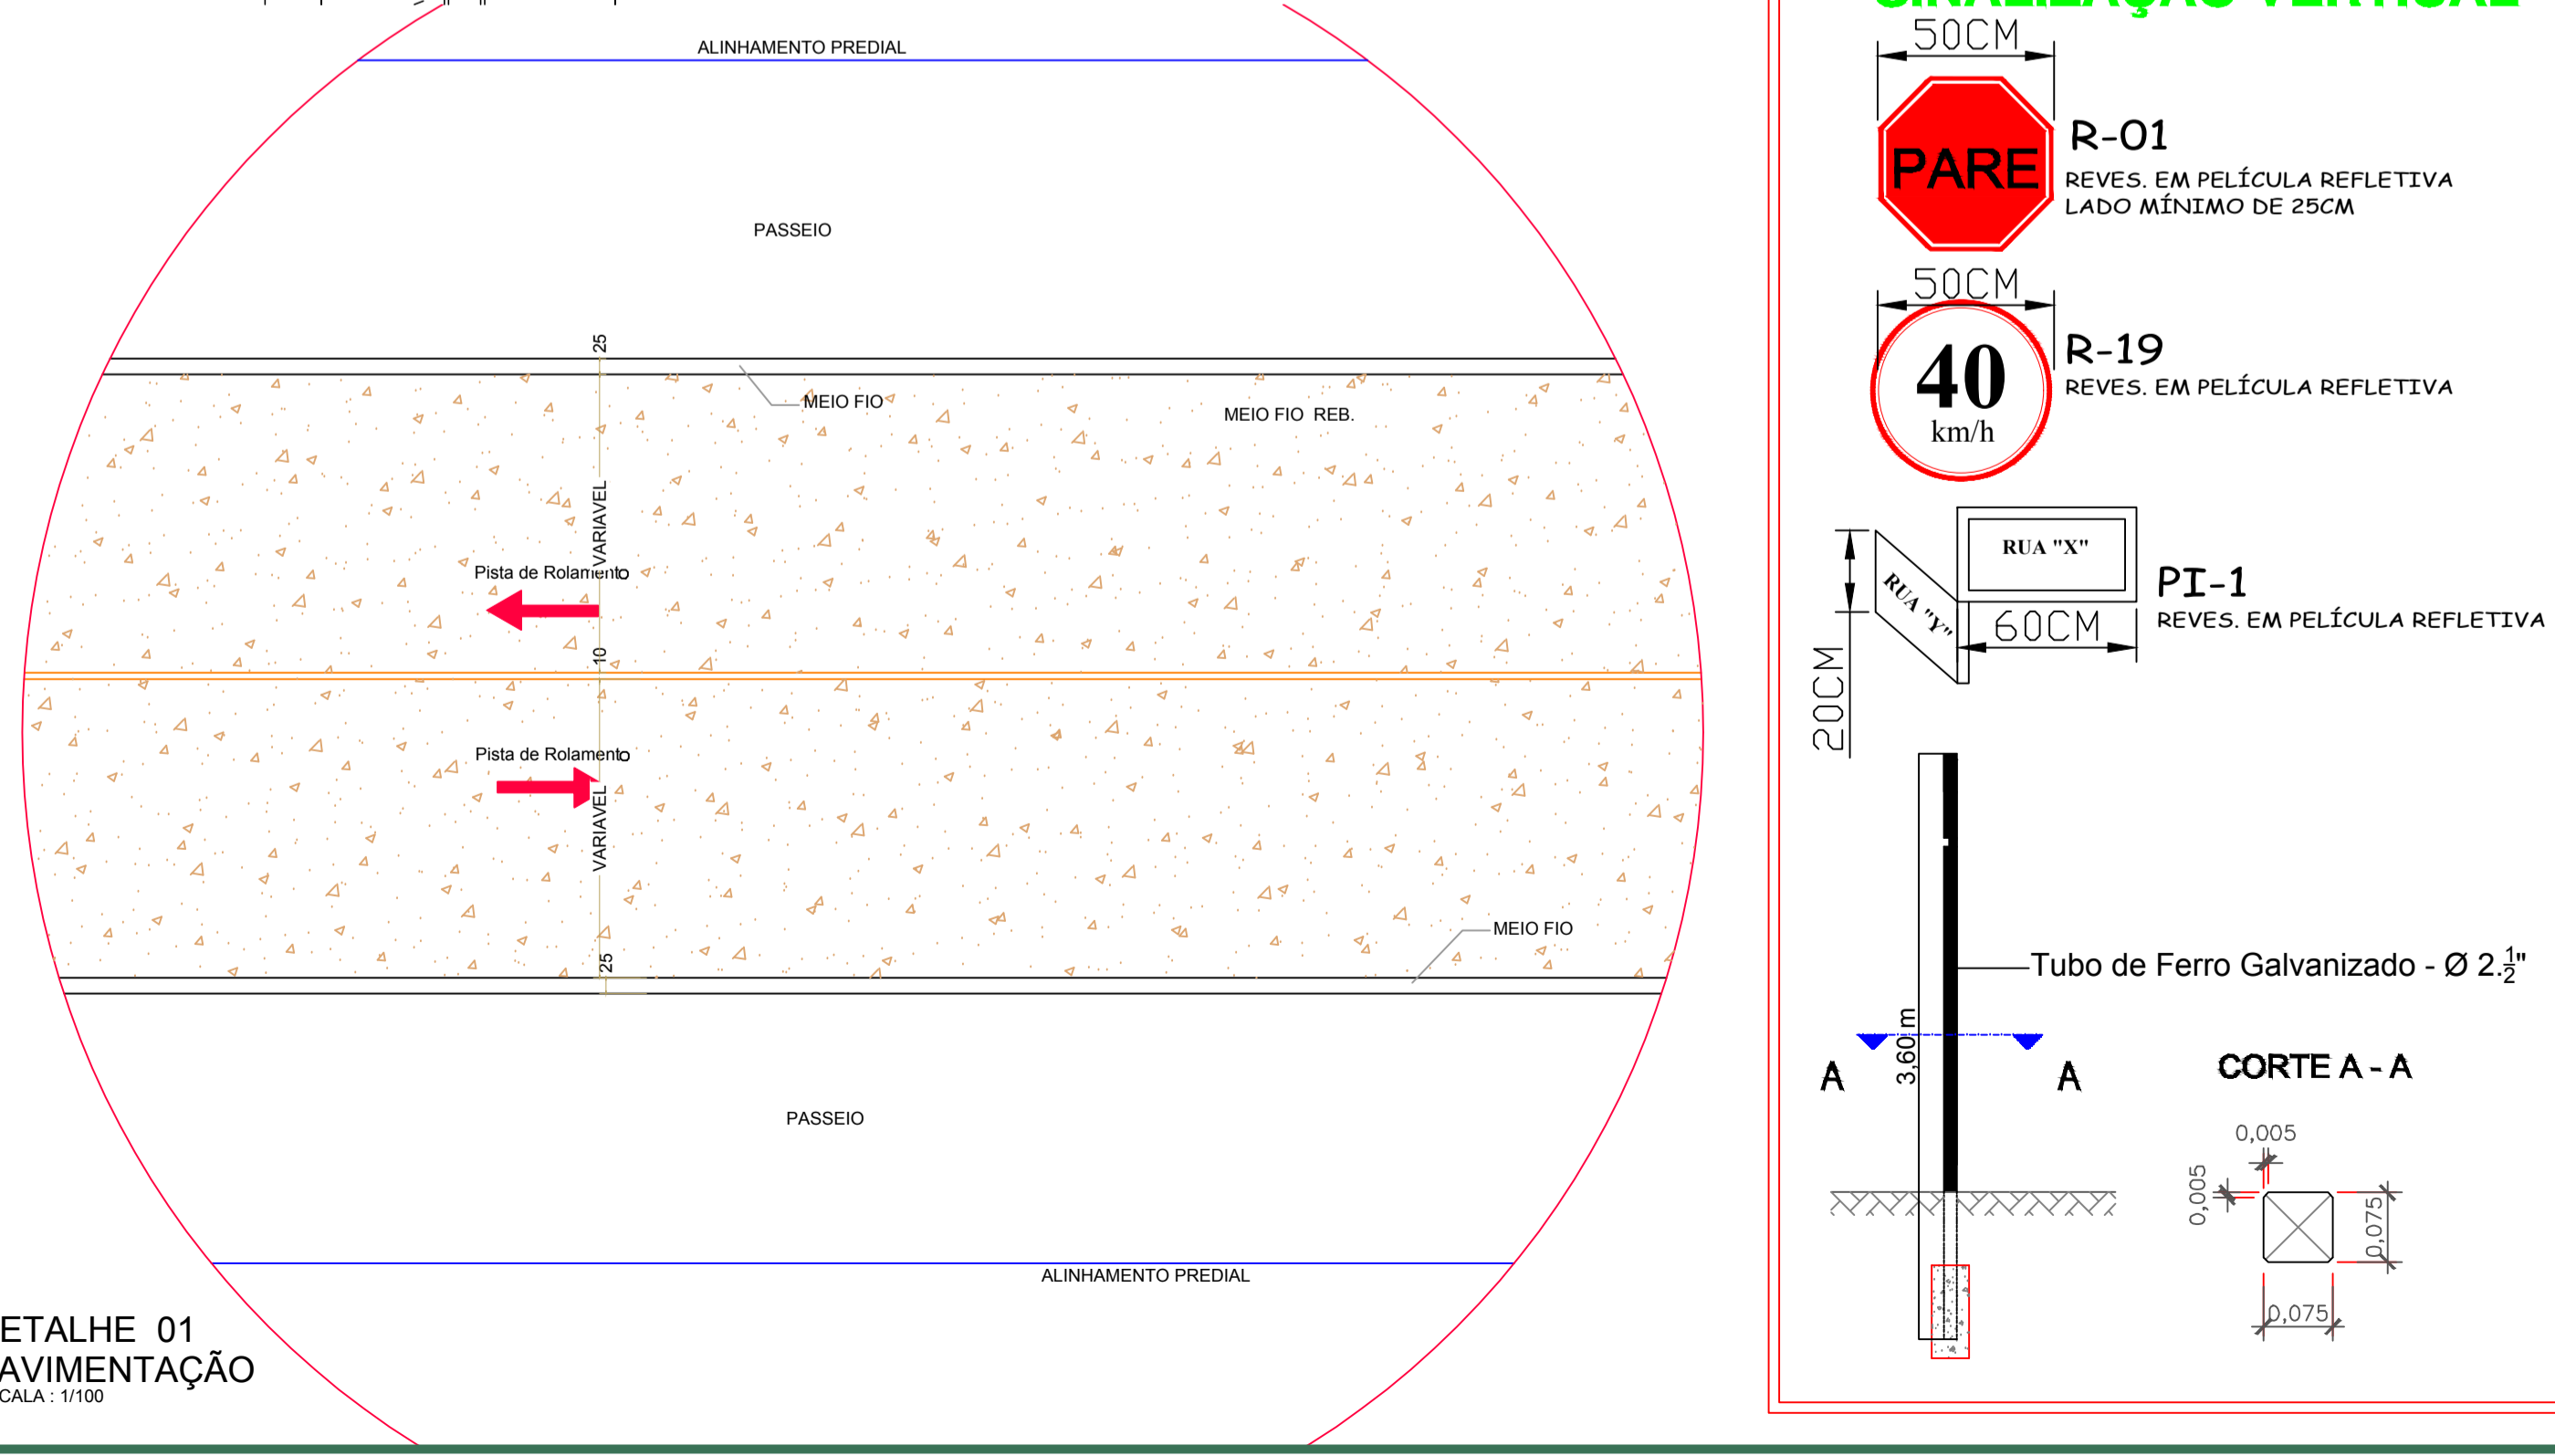 ALINHAMENTO PREDIAL
PASSEIO
25
MEIO FIO
MEIO FIO REB.
VARIAVEL
Pista de Rolamento
10
Pista de Rolamento
VARIAVEL
MEIO FIO
25
PASSEIO
ALINHAMENTO PREDIAL
ETALHE 01
AVIMENTAÇÃO
CALA : 1/100
SINALIZAÇÃO VERTICAL
50CM
PARE
R-01
REVES. EM PELÍCULA REFLETIVA
LADO MÍNIMO DE 25CM
50CM
40
km/h
R-19
REVES. EM PELÍCULA REFLETIVA
RUA "X"
RUA "Y"
PI-1
REVES. EM PELÍCULA REFLETIVA
60CM
20CM
Tubo de Ferro Galvanizado - Ø 2.½"
3,60 m
A
A
CORTE A - A
0,005
0,005
0,075
0,075